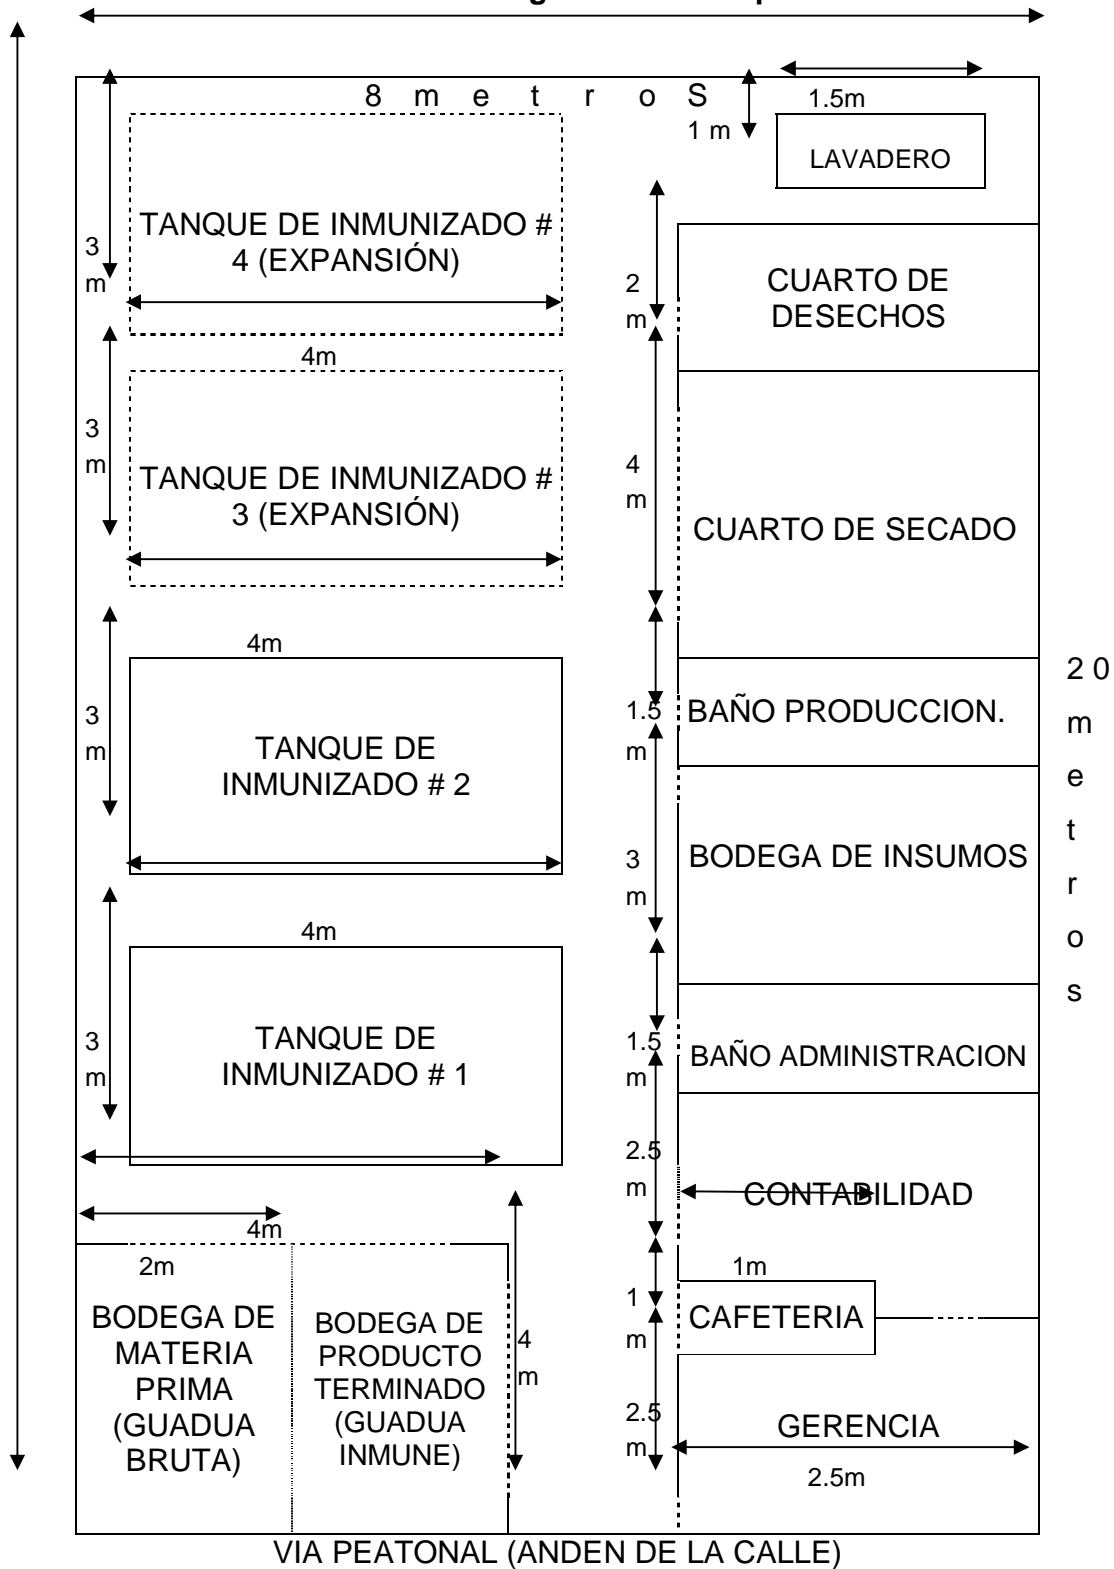 8 m e t r o S
1.5m
1 m
LAVADERO
TANQUE DE INMUNIZADO #
4 (EXPANSIÓN)
3
m
2
m
CUARTO DE
DESECHOS
4m
3
m
TANQUE DE INMUNIZADO #
3 (EXPANSIÓN)
4
m
CUARTO DE SECADO
4m
3
m
TANQUE DE
INMUNIZADO # 2
1.5
m
BAÑO PRODUCCION.
2 0
m
e
t
r
o
s
3
m
BODEGA DE INSUMOS
4m
3
m
TANQUE DE
INMUNIZADO # 1
1.5
m
BAÑO ADMINISTRACION
2.5
m
CONTABILIDAD
4m
2m
1m
BODEGA DE
MATERIA
PRIMA
(GUADUA
BRUTA)
BODEGA DE
PRODUCTO
TERMINADO
(GUADUA
INMUNE)
4
m
1
m
CAFETERIA
2.5
m
GERENCIA
2.5m
VIA PEATONAL (ANDEN DE LA CALLE)